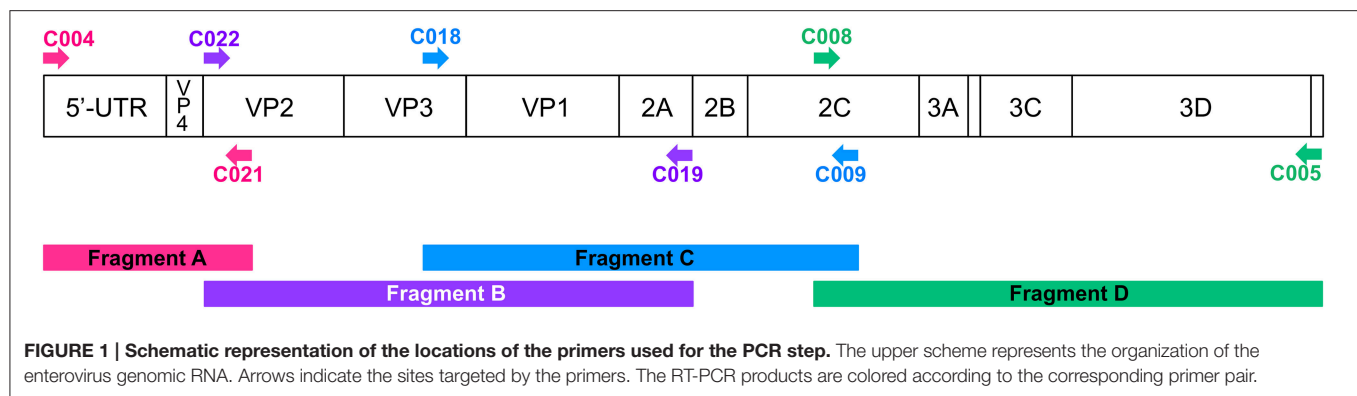 C004 C022 C018 C008
5'-UTR VP4 VP2 VP3 VP1 2A 2B 2C 3A 3C 3D
C021 C019 C009 C005
Fragment A Fragment C
Fragment B Fragment D
FIGURE 1 | Schematic representation of the locations of the primers used for the PCR step. The upper scheme represents the organization of the
enterovirus genomic RNA. Arrows indicate the sites targeted by the primers. The RT-PCR products are colored according to the corresponding primer pair.